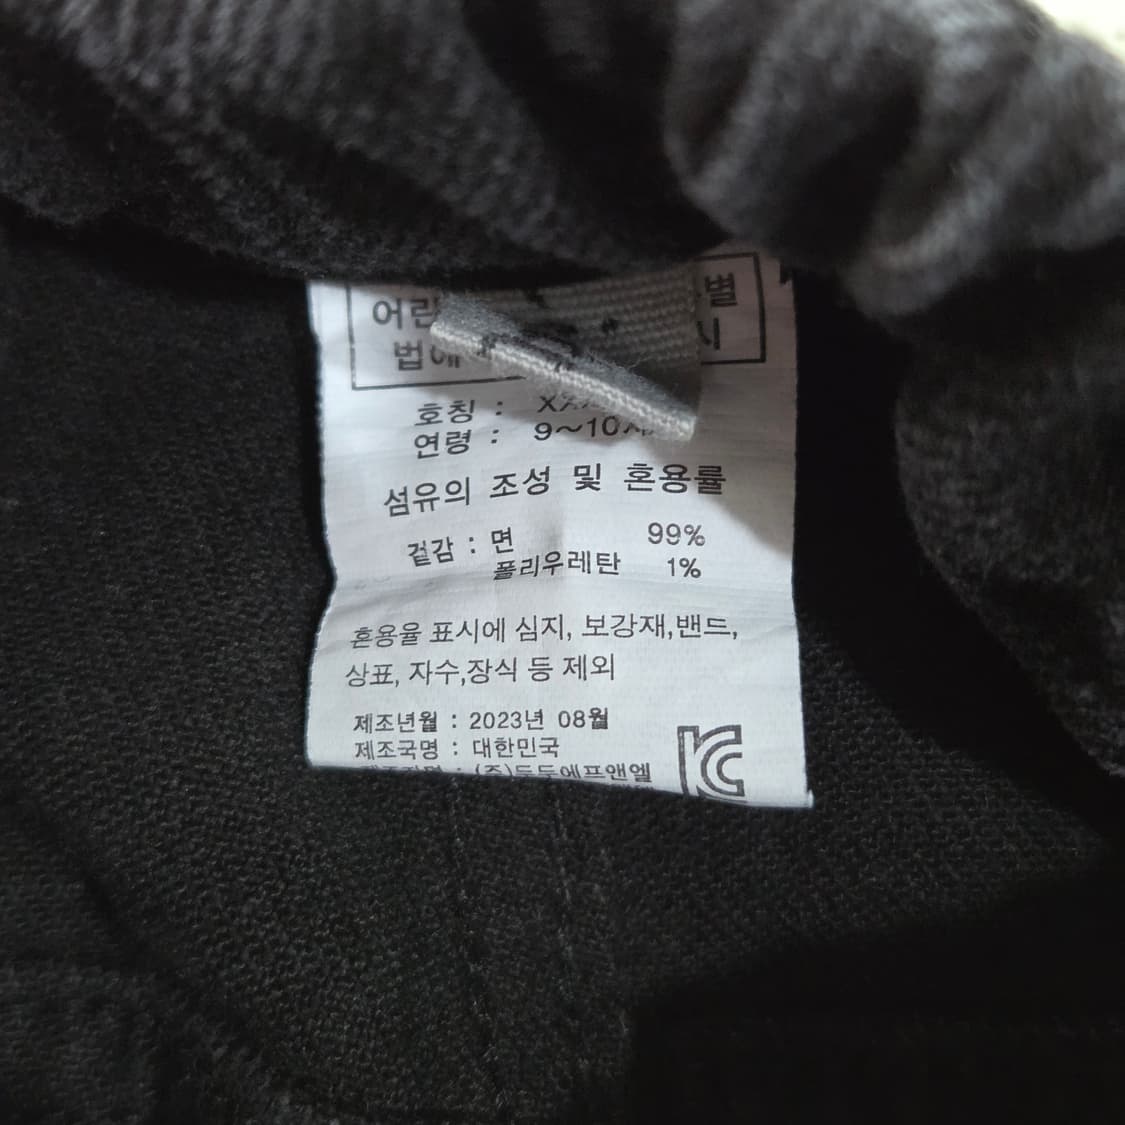 별
법에 시
호칭 :
연령 : 9~10
섬유의 조성 및 혼용률
겉감 : 면 99%
폴리우레탄 1%
혼용율 표시에 심지, 보강재,밴드,
상표, 자수,장식 등 제외
제조년월 : 2023년 08월
제조국명 : 대한민국